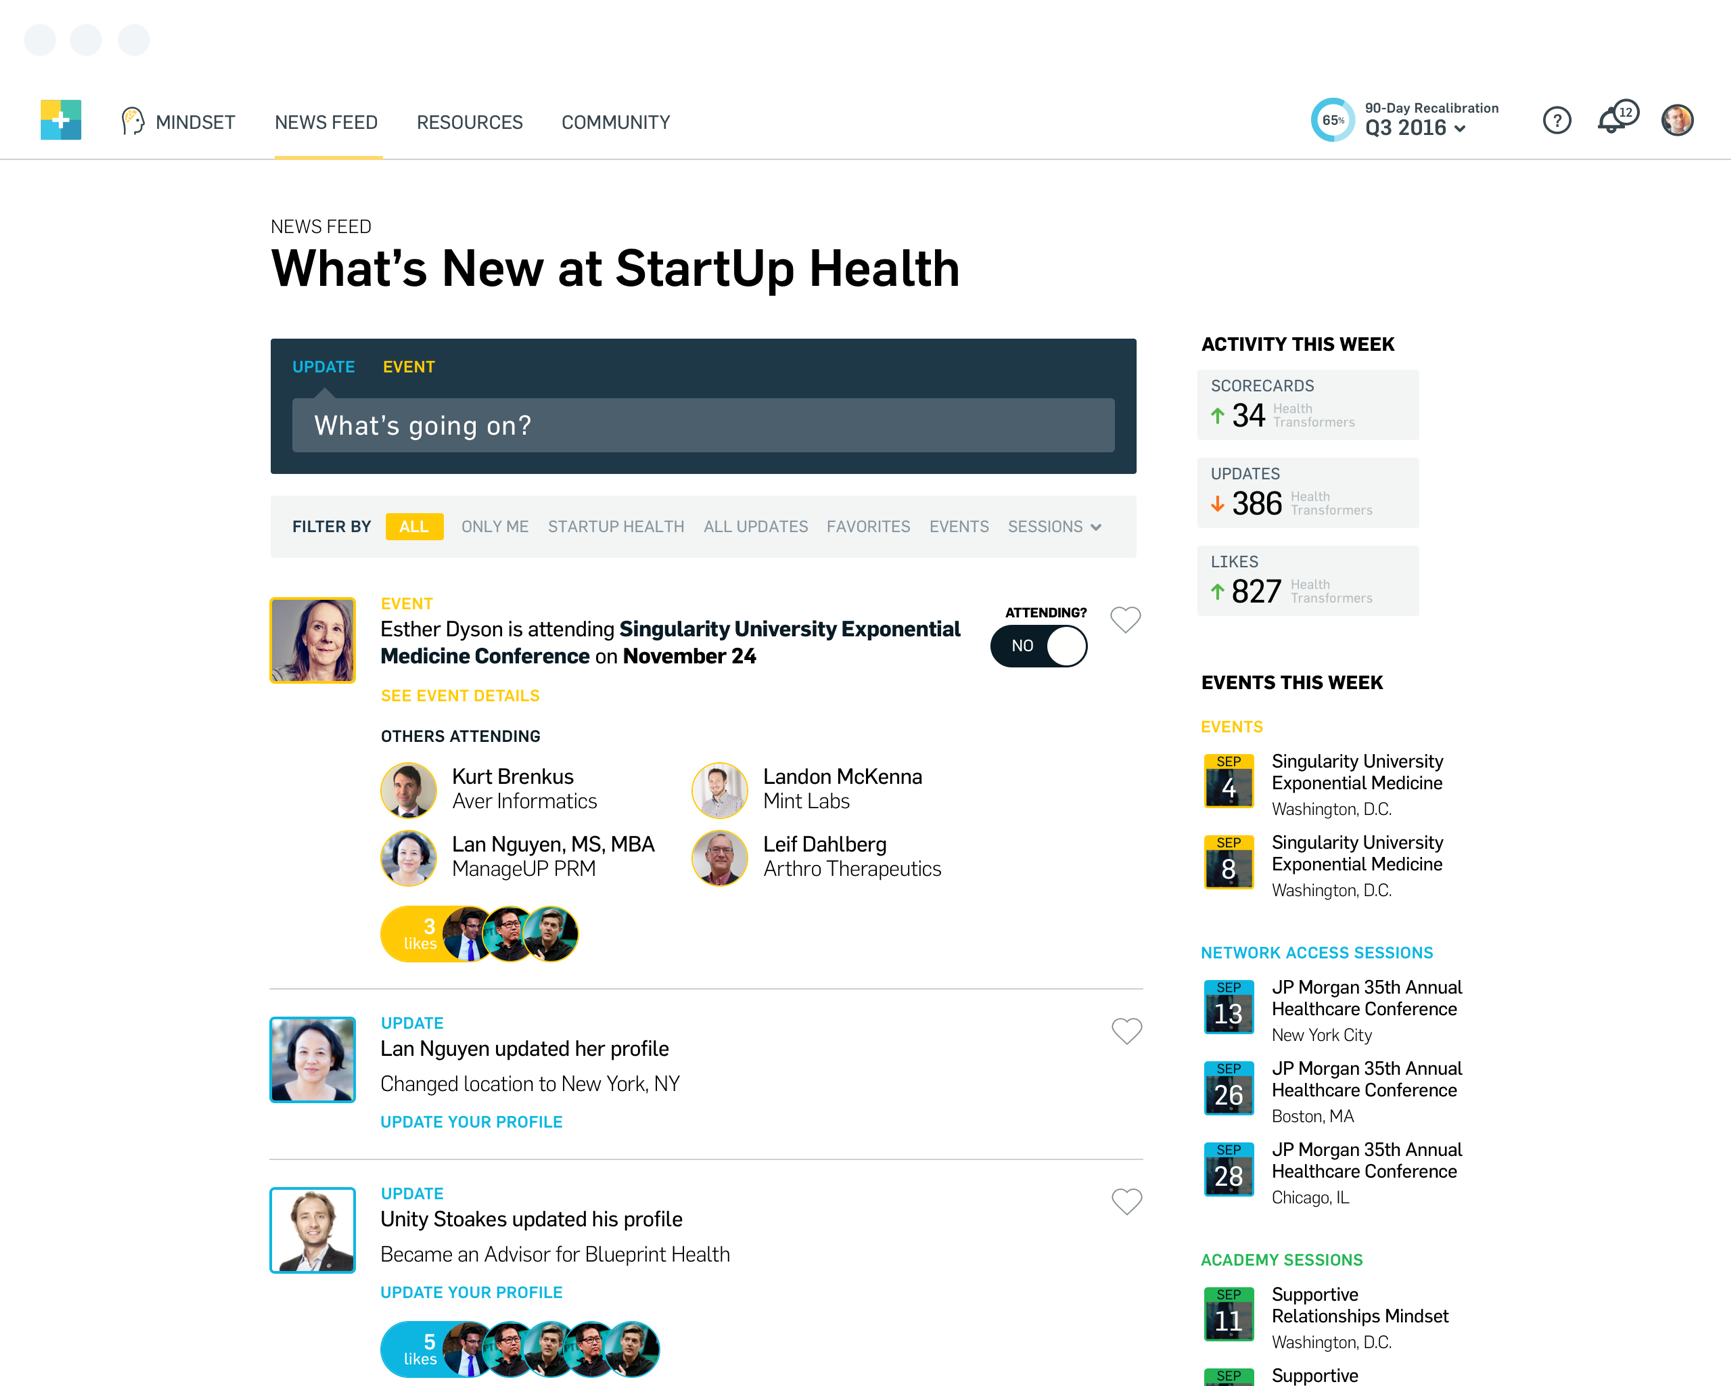 MINDSET
NEWS FEED
RESOURCES
COMMUNITY
65%
90-Day Recalibration
Q3 2016
?
12
NEWS FEED
What's New at StartUp Health
UPDATE
EVENT
What's going on?
FILTER BY
ALL
ONLY ME
STARTUP HEALTH
ALL UPDATES
FAVORITES
EVENTS
SESSIONS
EVENT
Esther Dyson is attending Singularity University Exponential
Medicine Conference on November 24
SEE EVENT DETAILS
ATTENDING?
NO
OTHERS ATTENDING
Kurt Brenkus
Aver Informatics
Landon McKenna
Mint Labs
Lan Nguyen, MS, MBA
ManageUP PRM
Leif Dahlberg
Arthro Therapeutics
3
likes
UPDATE
Lan Nguyen updated her profile
Changed location to New York, NY
UPDATE YOUR PROFILE
UPDATE
Unity Stoakes updated his profile
Became an Advisor for Blueprint Health
UPDATE YOUR PROFILE
5
likes
ACTIVITY THIS WEEK
SCORECARDS
34
Health
Transformers
UPDATES
386
Health
Transformers
LIKES
827
Health
Transformers
EVENTS THIS WEEK
EVENTS
SEP
4
Singularity University
Exponential Medicine
Washington, D.C.
SEP
8
Singularity University
Exponential Medicine
Washington, D.C.
NETWORK ACCESS SESSIONS
SEP
13
JP Morgan 35th Annual
Healthcare Conference
New York City
SEP
26
JP Morgan 35th Annual
Healthcare Conference
Boston, MA
SEP
28
JP Morgan 35th Annual
Healthcare Conference
Chicago, IL
ACADEMY SESSIONS
SEP
11
Supportive
Relationships Mindset
Washington, D.C.
SEP
Supportive